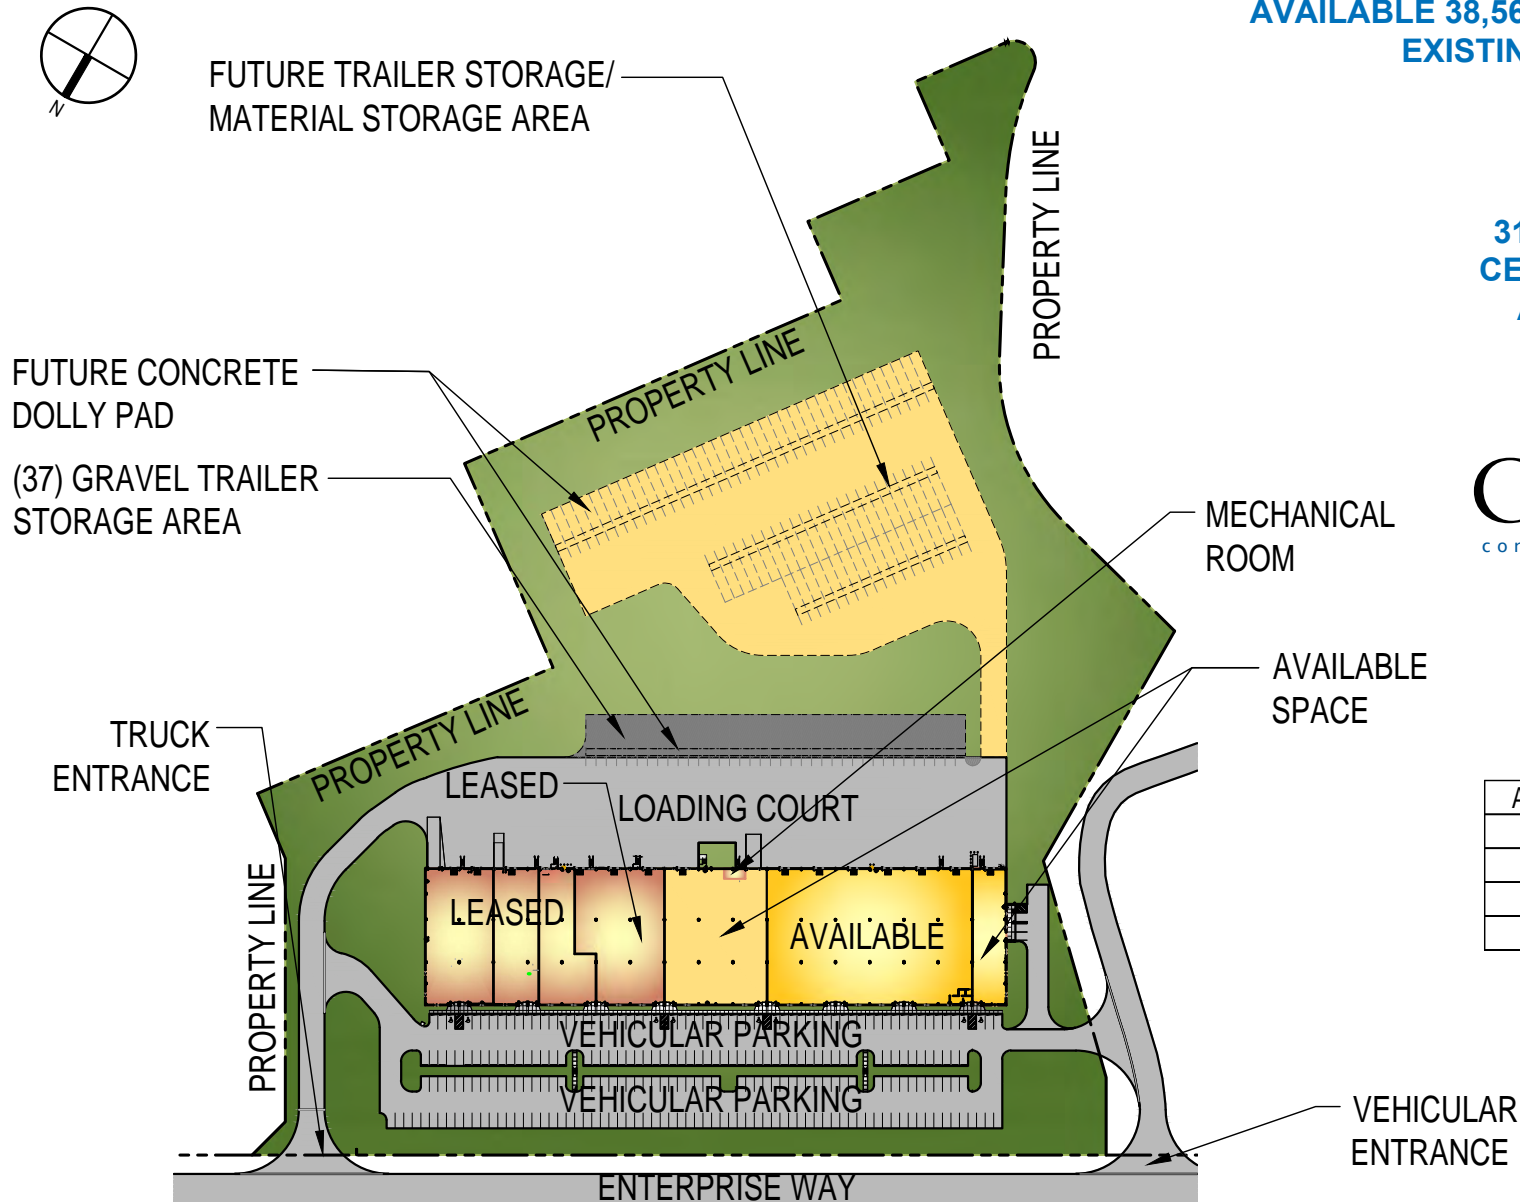 AVAILABLE 38,56
EXISTIN
N
FUTURE TRAILER STORAGE/
MATERIAL STORAGE AREA
PROPERTY LINE
31
CE
FUTURE CONCRETE
DOLLY PAD
PROPERTY LINE
(37) GRAVEL TRAILER
STORAGE AREA
MECHANICAL
ROOM
C
con
AVAILABLE
SPACE
PROPERTY LINE
TRUCK
ENTRANCE
LEASED
LOADING COURT
A
PROPERTY LINE
LEASED
AVAILABLE
VEHICULAR PARKING
VEHICULAR PARKING
VEHICULAR
ENTRANCE
ENTERPRISE WAY